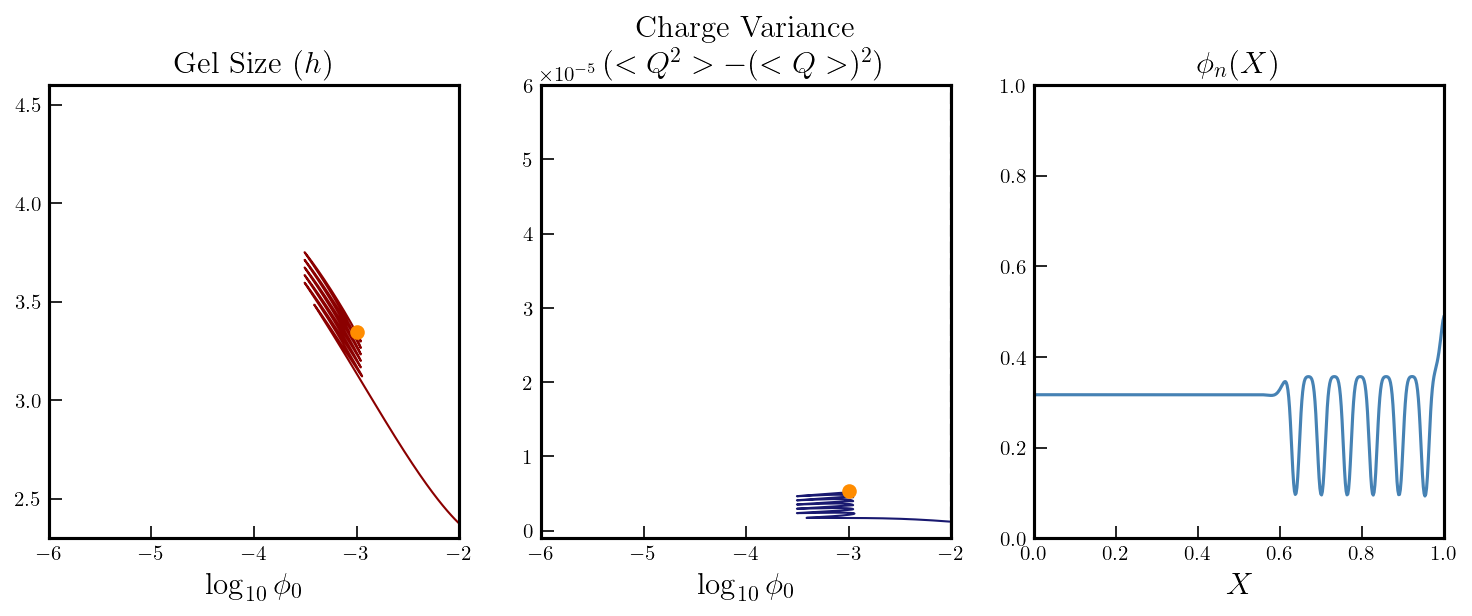 Gel Size (h)
4.5
4.0
3.5
3.0
2.5
−6 −5 −4 −3 −2
log₁₀ ϕ₀
Charge Variance
(< Q² > −(< Q >)²)
×10⁻⁵
6
5
4
3
2
1
0
−6 −5 −4 −3 −2
log₁₀ ϕ₀
ϕₙ(X)
1.0
0.8
0.6
0.4
0.2
0.0
0.0 0.2 0.4 0.6 0.8 1.0
X